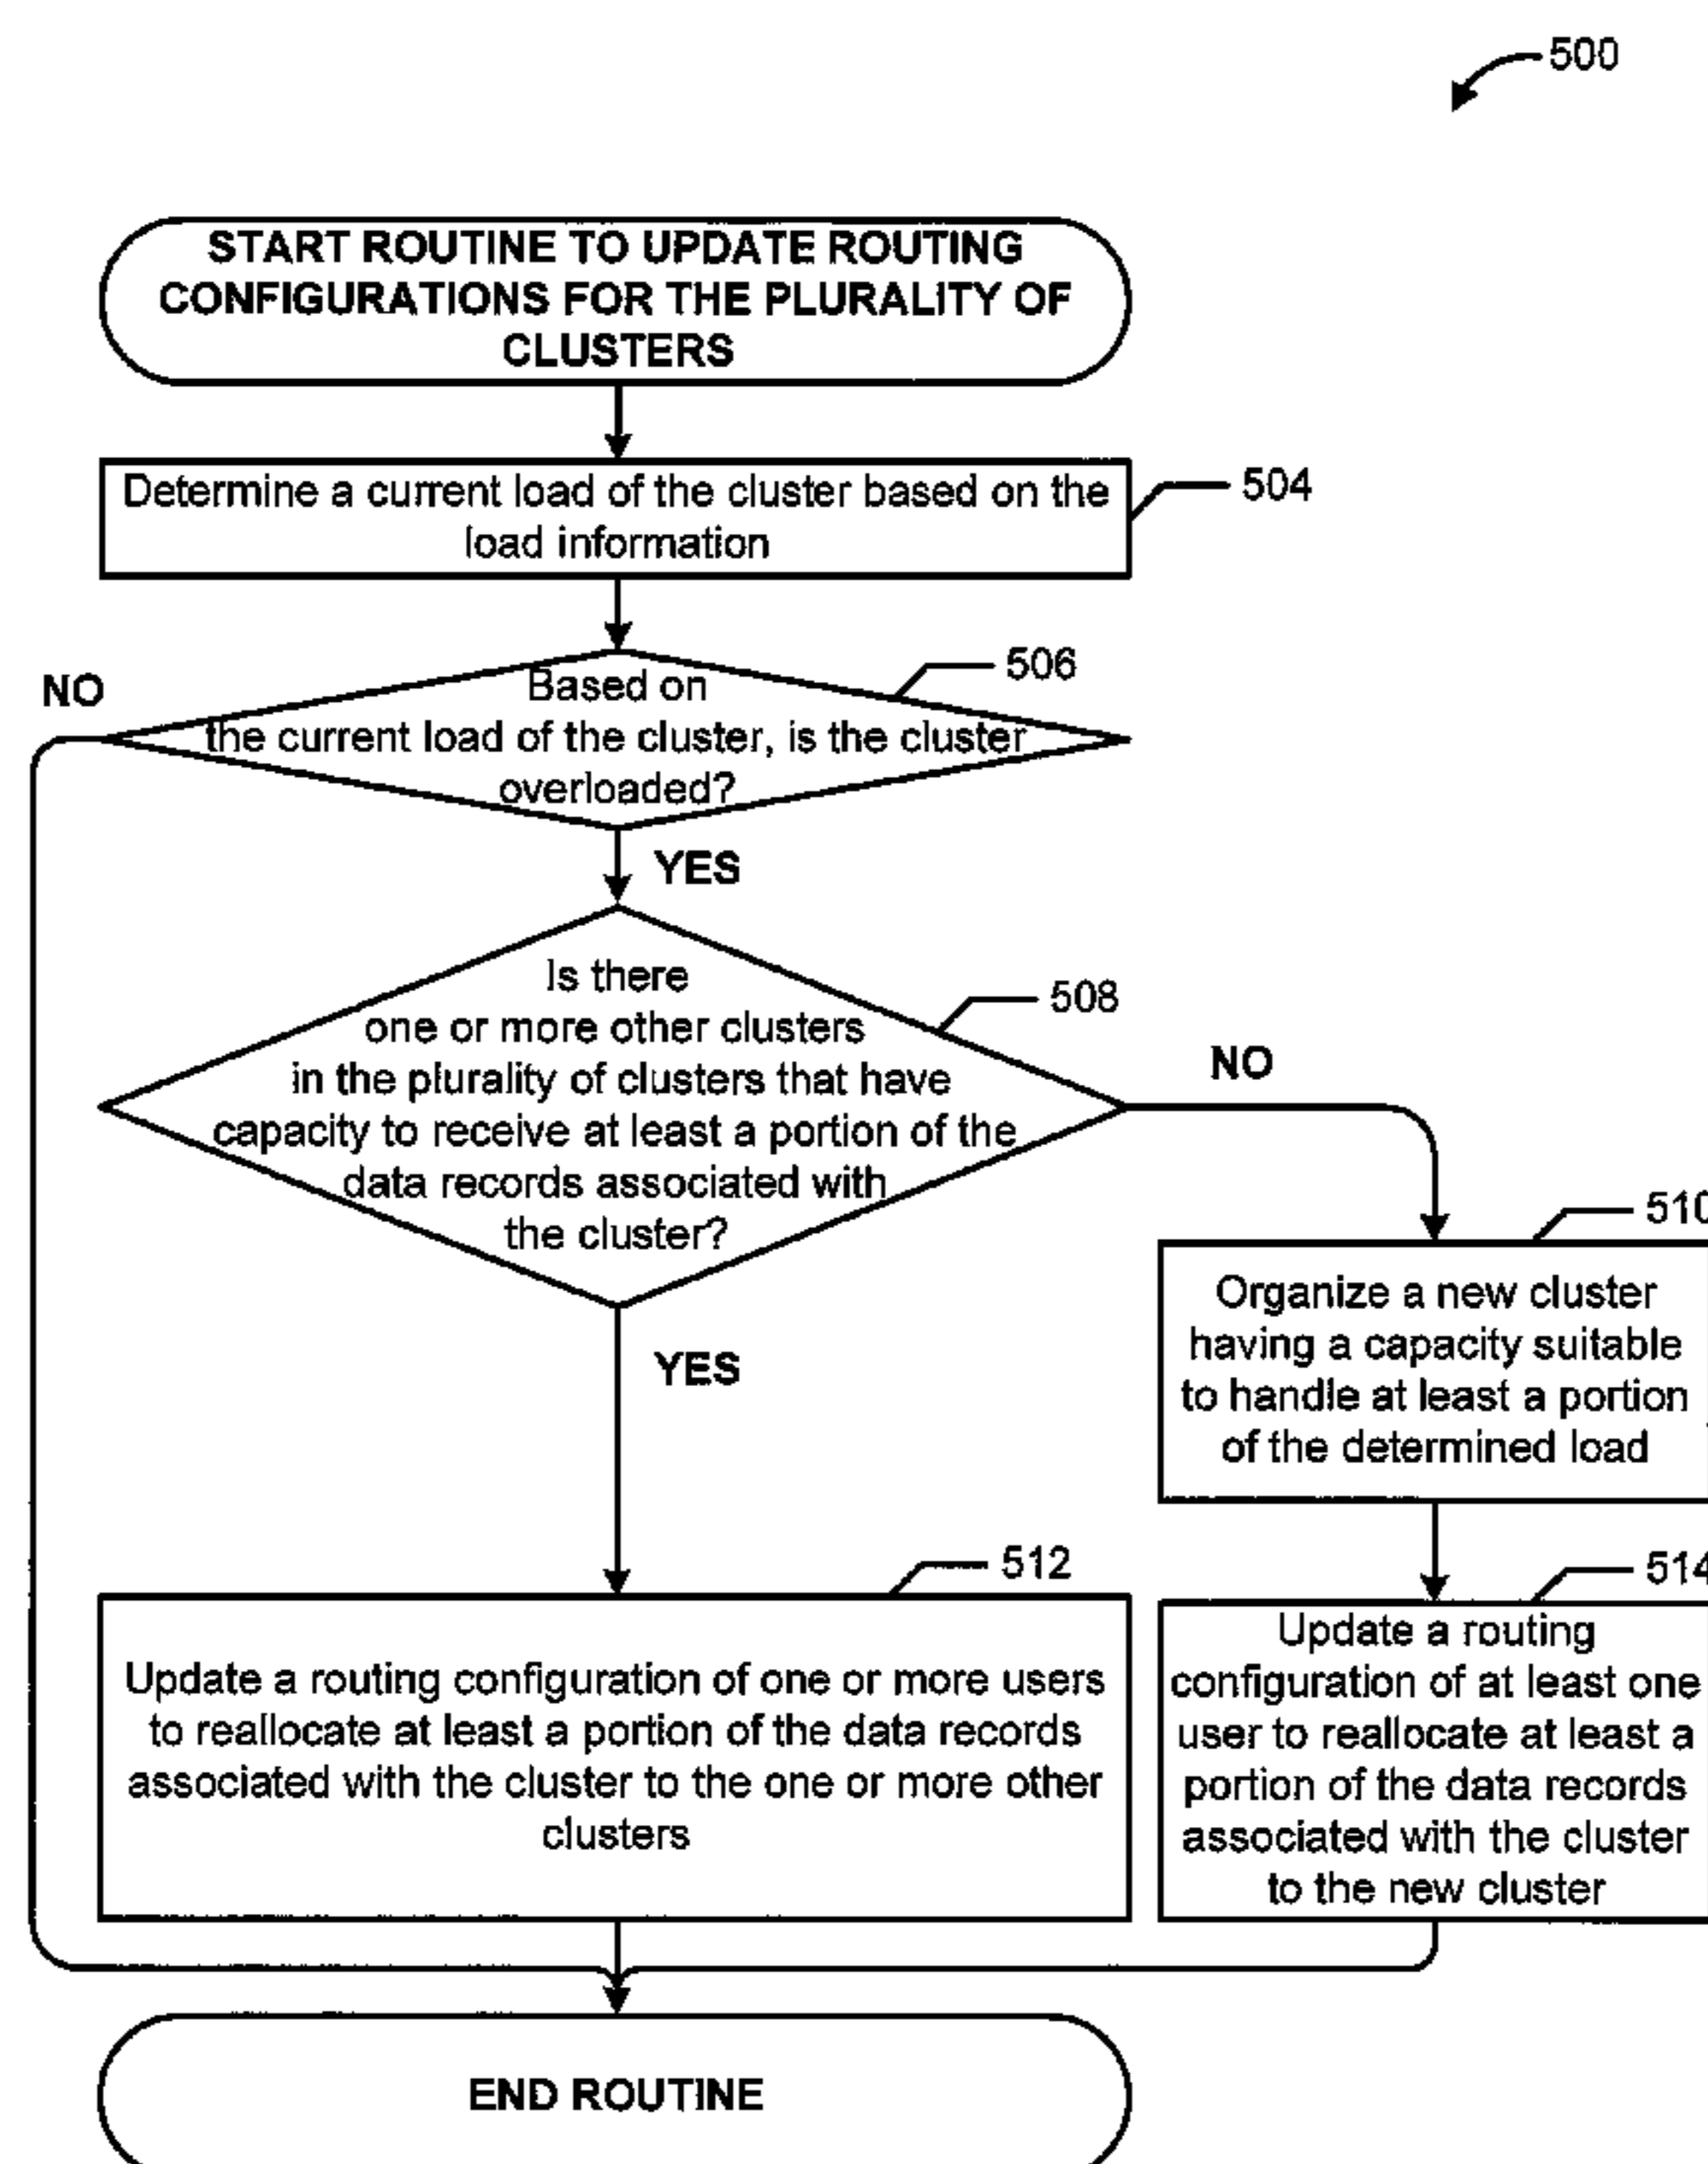 500
START ROUTINE TO UPDATE ROUTING
CONFIGURATIONS FOR THE PLURALITY OF
CLUSTERS
Determine a current load of the cluster based on the
load information
504
NO
506
Based on
the current load of the cluster, is the cluster
overloaded?
YES
Is there
one or more other clusters
in the plurality of clusters that have
capacity to receive at least a portion of the
data records associated with
the cluster?
508
NO
YES
510
Organize a new cluster
having a capacity suitable
to handle at least a portion
of the determined load
512
Update a routing configuration of one or more users
to reallocate at least a portion of the data records
associated with the cluster to the one or more other
clusters
514
Update a routing
configuration of at least one
user to reallocate at least a
portion of the data records
associated with the cluster
to the new cluster
END ROUTINE